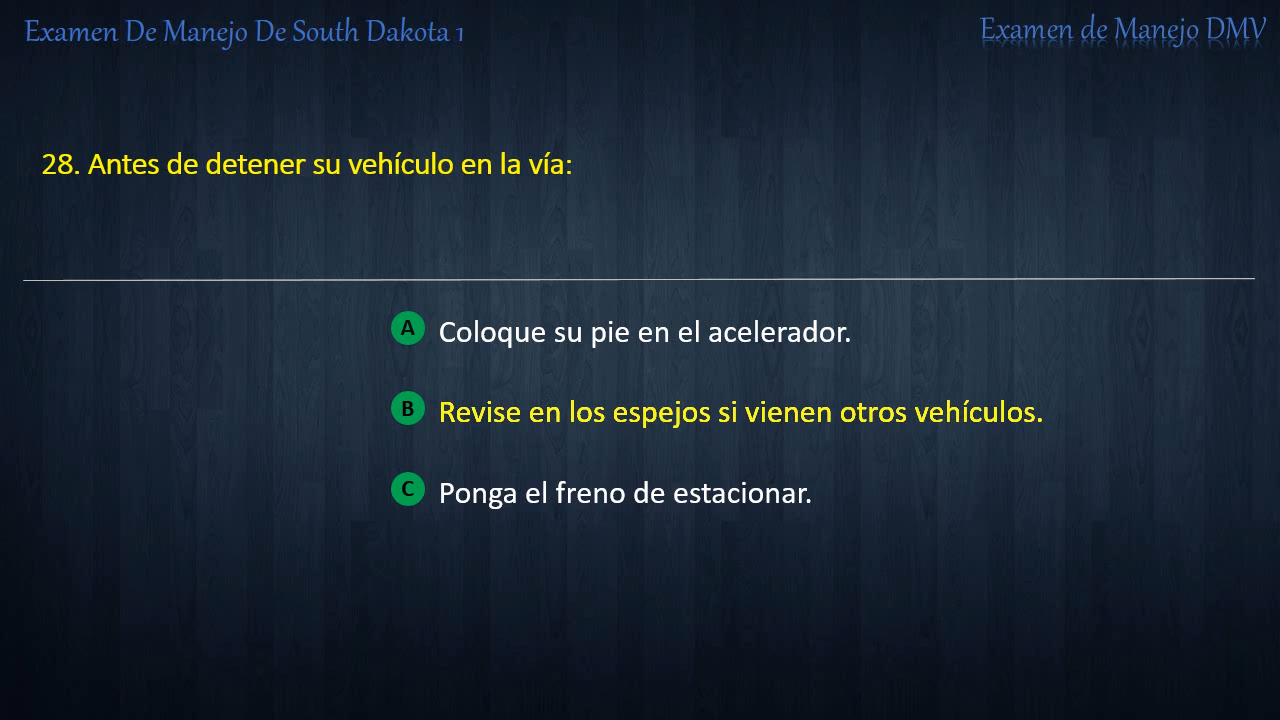 Examen De Manejo De South Dakota 1
Examen de Manejo DMV
28. Antes de detener su vehículo en la vía:
A Coloque su pie en el acelerador.
B Revise en los espejos si vienen otros vehículos.
C Ponga el freno de estacionar.